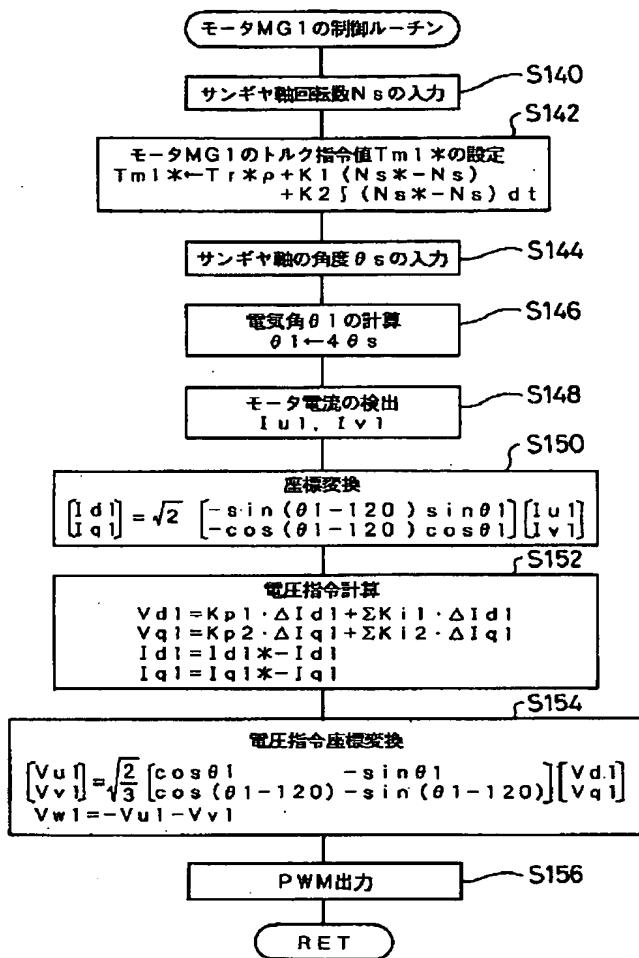 モータMG1の制御ルーチン
S140
サンギヤ軸回転数Nsの入力
S142
モータMG1のトルク指令値Tm1*の設定
Tm1*←Tr*ρ+K1(Ns*-Ns)
+K2∫(Ns*-Ns)dt
S144
サンギヤ軸の角度θsの入力
S146
電気角θ1の計算
θ1←4θs
S148
モータ電流の検出
Iu1, Iv1
S150
座標変換
[Id1] = √2 [-sin(θ1-120) sinθ1] [Iu1]
[Iq1] [-cos(θ1-120) cosθ1] [Iv1]
S152
電圧指令計算
Vd1=Kp1・ΔId1+ΣKi1・ΔId1
Vq1=Kp2・ΔIq1+ΣKi2・ΔIq1
Id1=Id1*-Id1
Iq1=Iq1*-Iq1
S154
電圧指令座標変換
[Vu1] = √2/3 [cosθ1 -sinθ1] [Vd1]
[Vv1] [cos(θ1-120) -sin(θ1-120)] [Vq1]
Vw1=-Vu1-Vv1
S156
PWM出力
RET